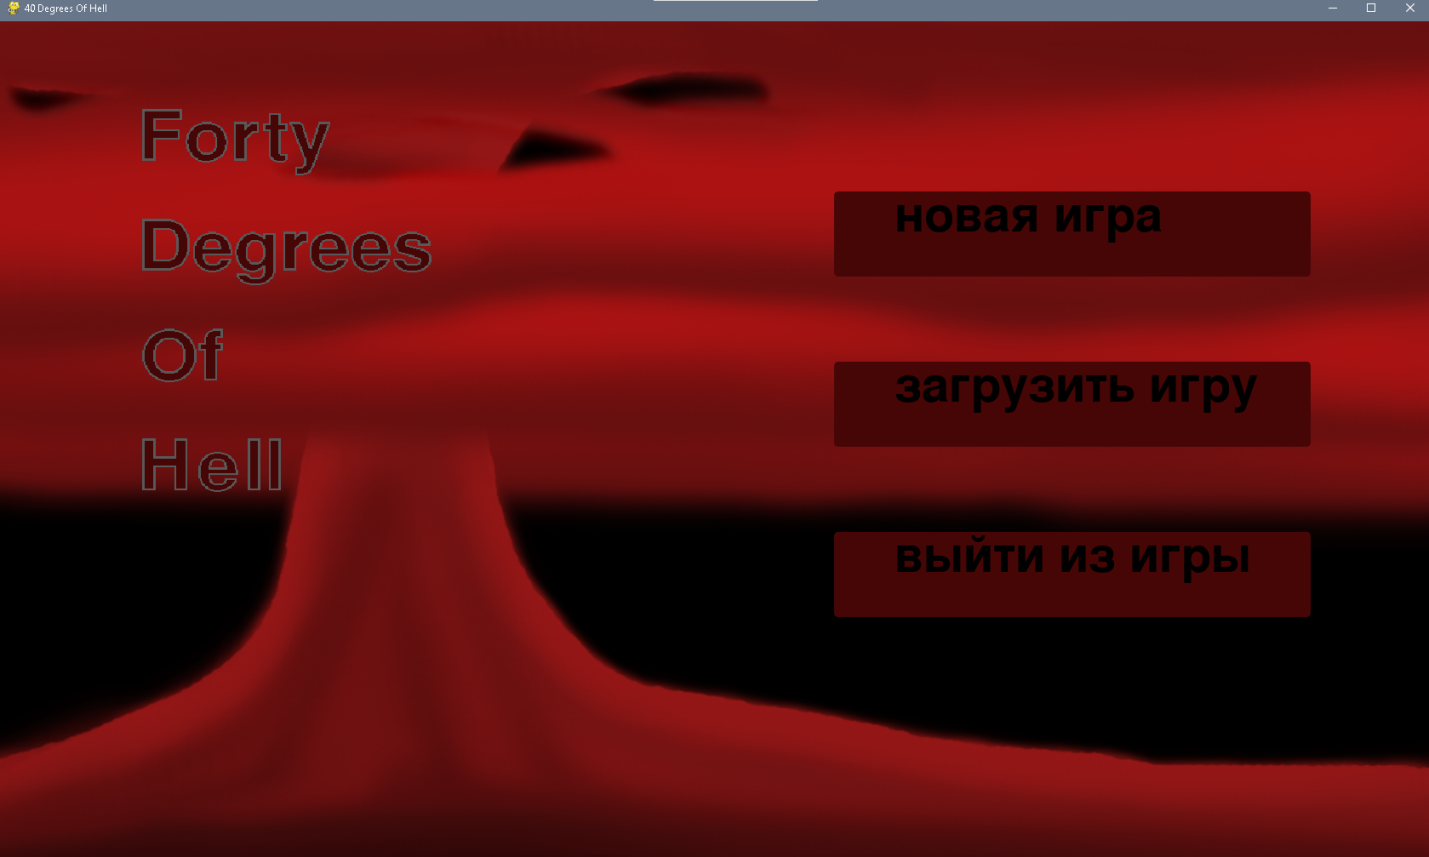 40 Degrees Of Hell
Forty
Degrees
Of
Hell
новая игра
загрузить игру
выйти из игры